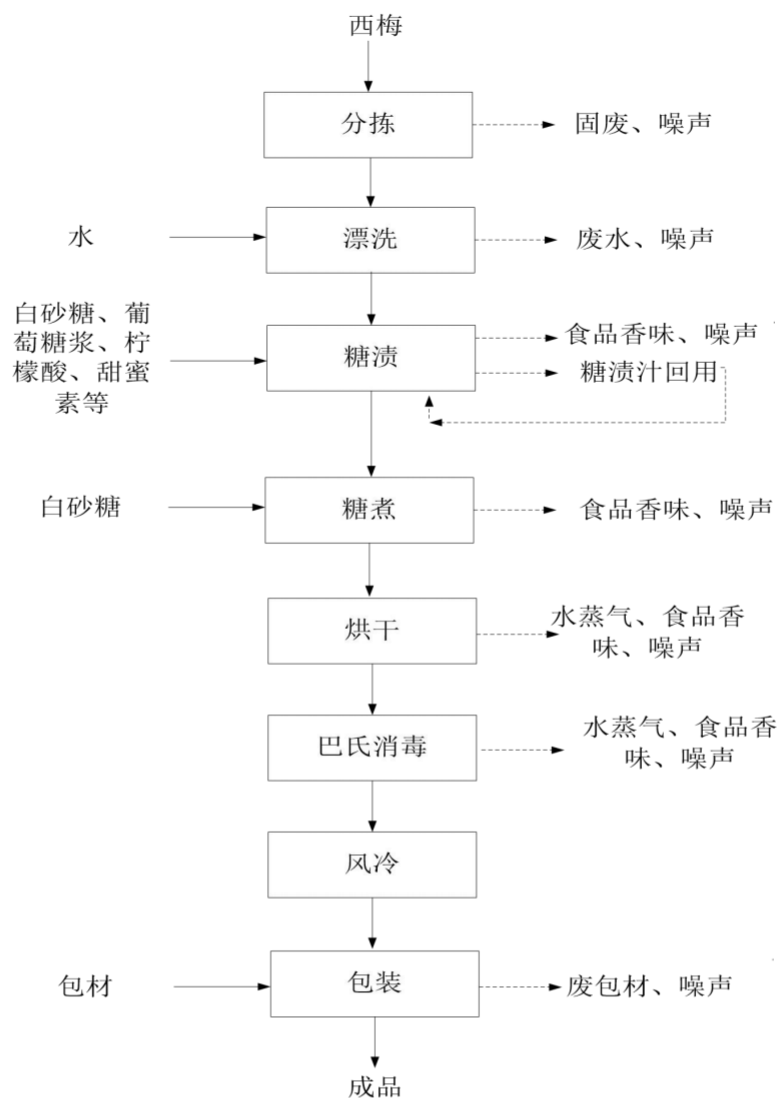 西梅
分拣
固废、噪声
水
漂洗
废水、噪声
白砂糖、葡
萄糖浆、柠
檬酸、甜蜜
素等
糖渍
食品香味、噪声
糖渍汁回用
白砂糖
糖煮
食品香味、噪声
烘干
水蒸气、食品香
味、噪声
巴氏消毒
水蒸气、食品香
味、噪声
风冷
包材
包装
废包材、噪声
成品